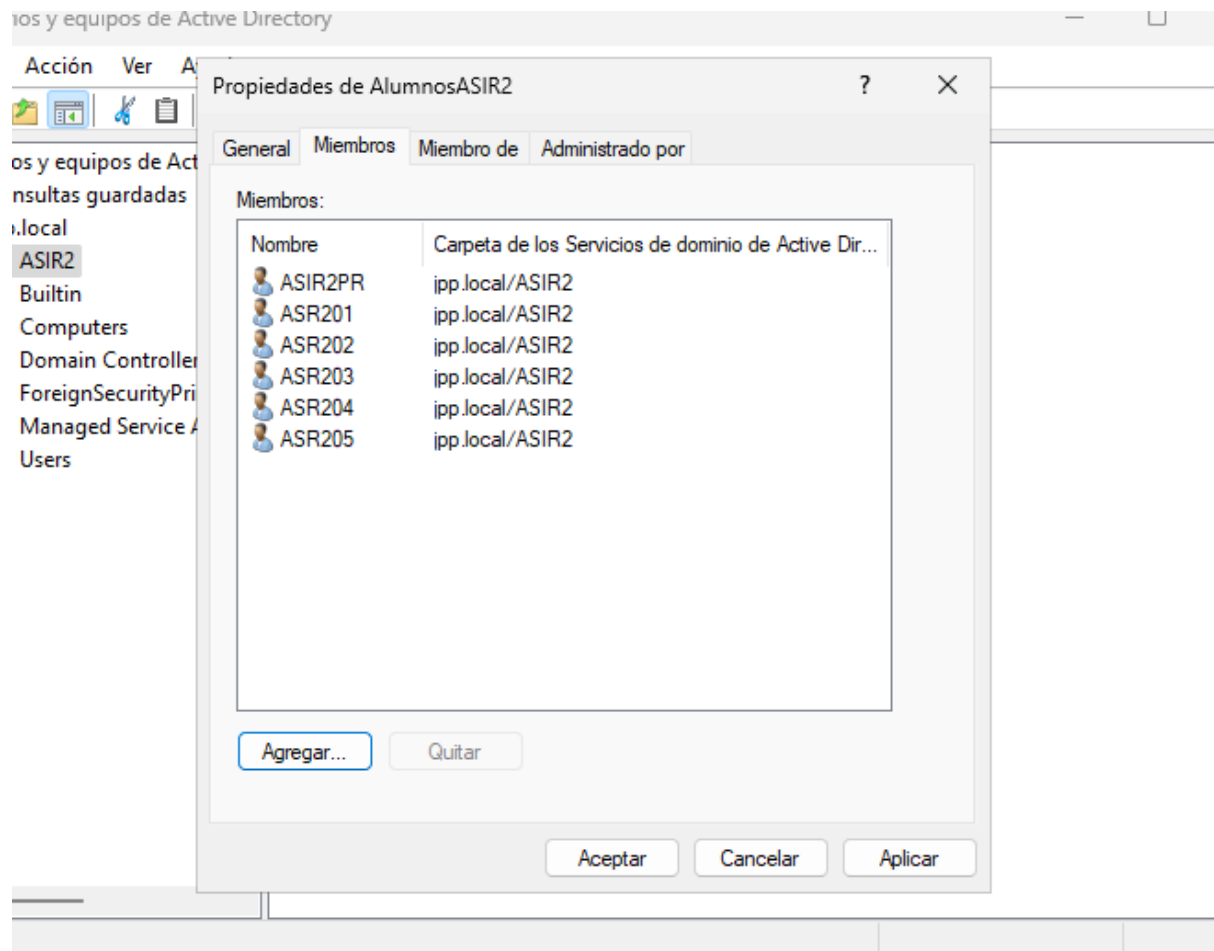 ios y equipos de Active Directory
Acción Ver
Propiedades de AlumnosASIR2 ?
General Miembros Miembro de Administrado por
os y equipos de Act
nsultas guardadas
.local
ASIR2
Builtin
Computers
Domain Controller
ForeignSecurityPri
Managed Service A
Users
Miembros:
Nombre Carpeta de los Servicios de dominio de Active Dir...
ASIR2PR jpp.local/ASIR2
ASR201 jpp.local/ASIR2
ASR202 jpp.local/ASIR2
ASR203 jpp.local/ASIR2
ASR204 jpp.local/ASIR2
ASR205 jpp.local/ASIR2
Agregar... Quitar
Aceptar Cancelar Aplicar